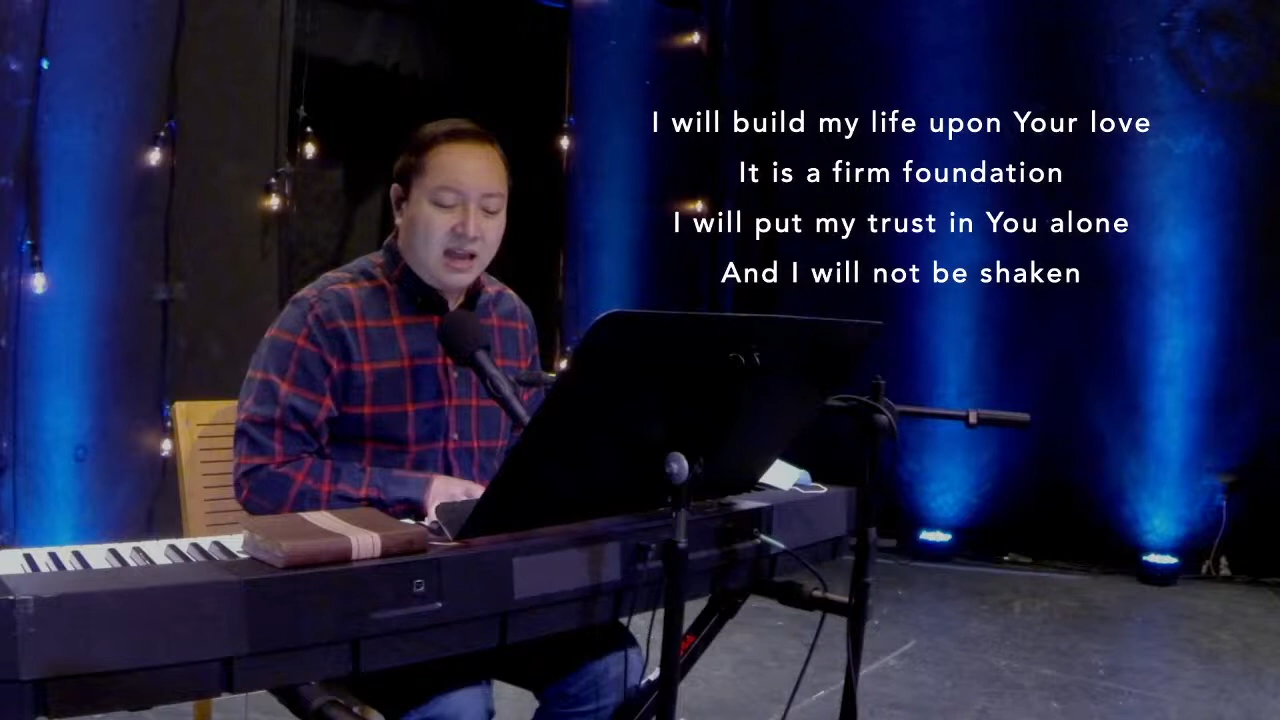 I will build my life upon Your love
It is a firm foundation
I will put my trust in You alone
And I will not be shaken